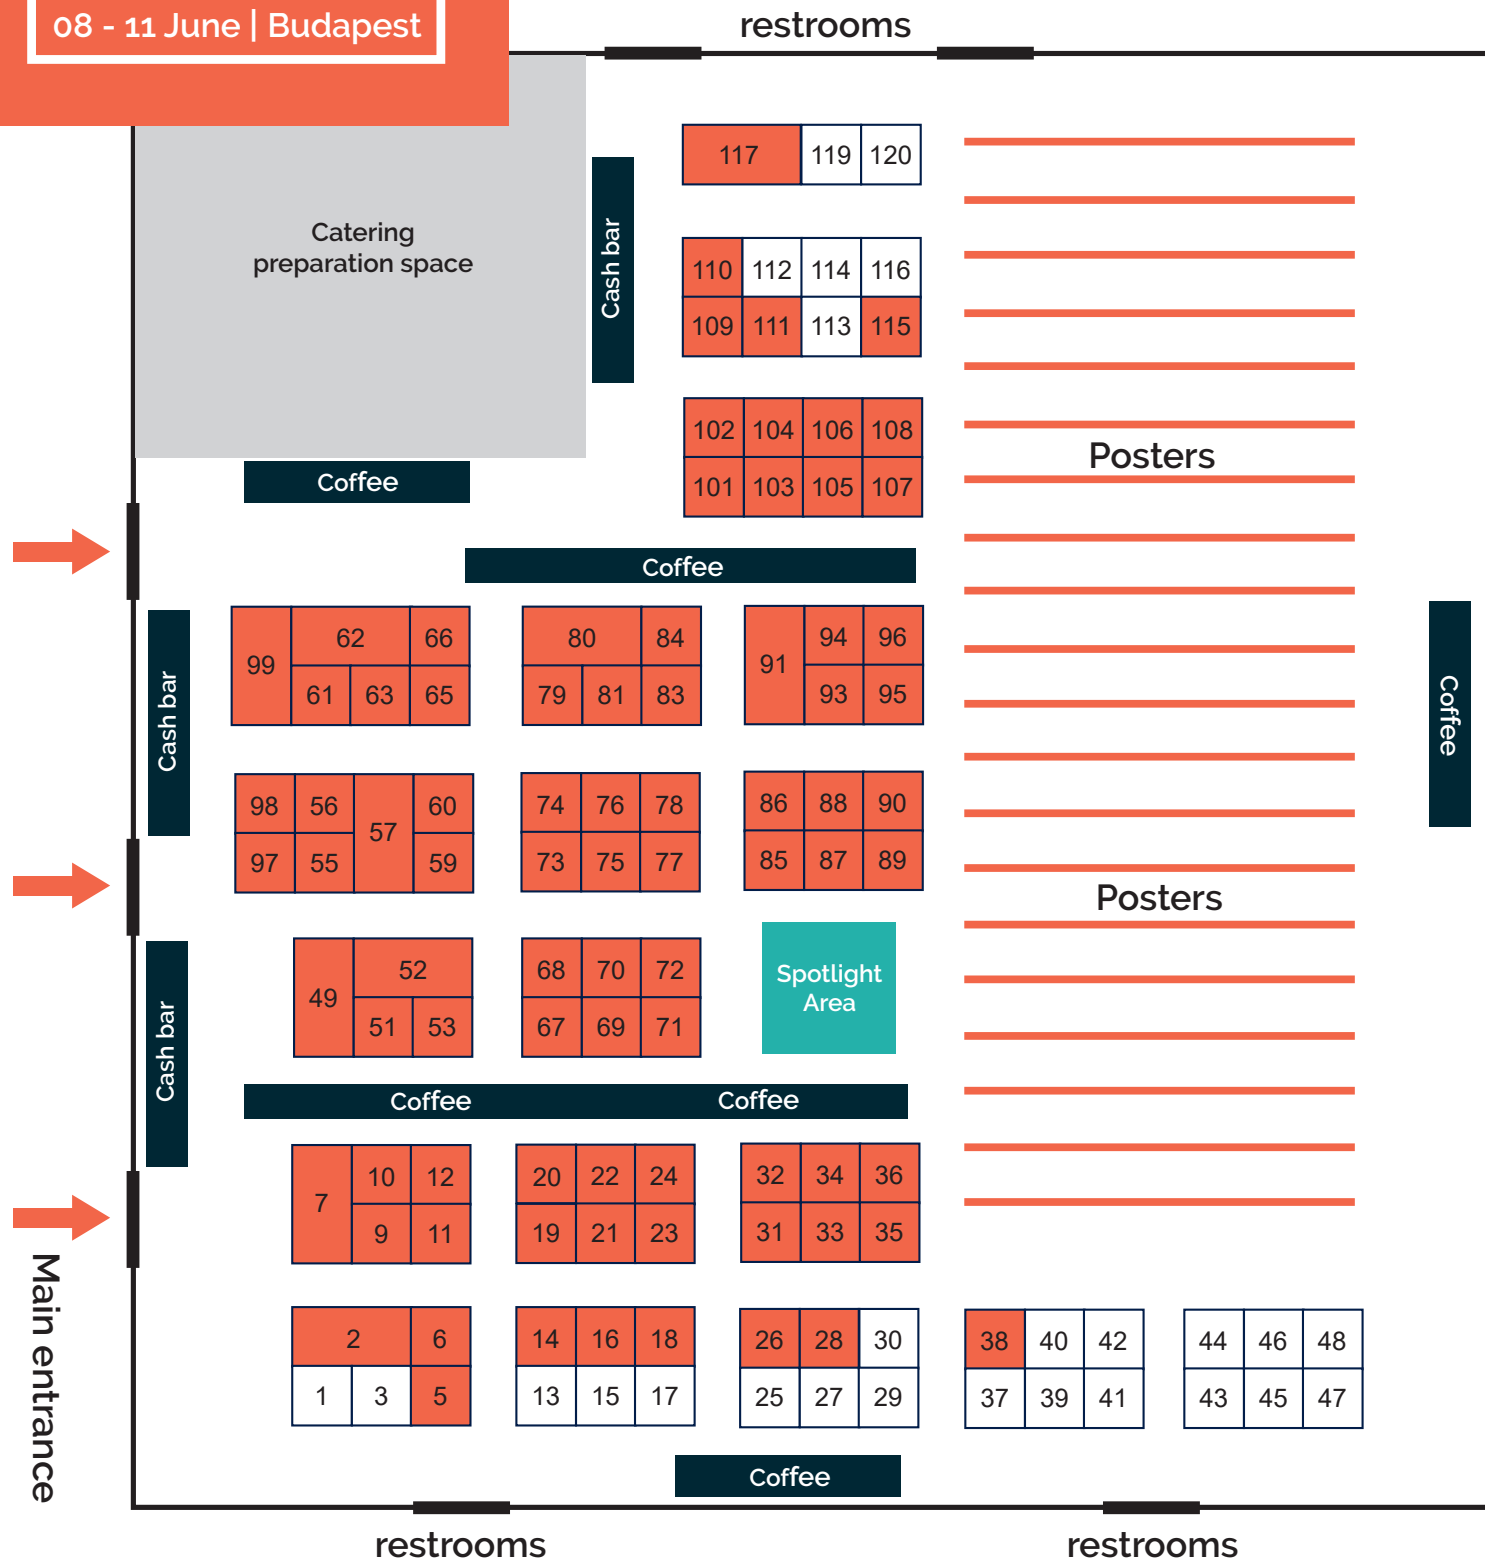 08 - 11 June | Budapest
restrooms
117 119 120
Catering
preparation space
Cash bar
110 112 114 116
109 111 113 115
102 104 106 108
101 103 105 107
Posters
Coffee
Coffee
99 62 66
61 63 65
80 84
79 81 83
91 94 96
93 95
Cash bar
Coffee
98 56 57 60
97 55 59
74 76 78
73 75 77
86 88 90
85 87 89
Posters
49 52
51 53
68 70 72
67 69 71
Spotlight
Area
Cash bar
Coffee
Coffee
7 10 12
9 11
20 22 24
19 21 23
32 34 36
31 33 35
Main entrance
2 6
1 3 5
14 16 18
13 15 17
26 28 30
25 27 29
38 40 42
37 39 41
44 46 48
43 45 47
Coffee
restrooms
restrooms